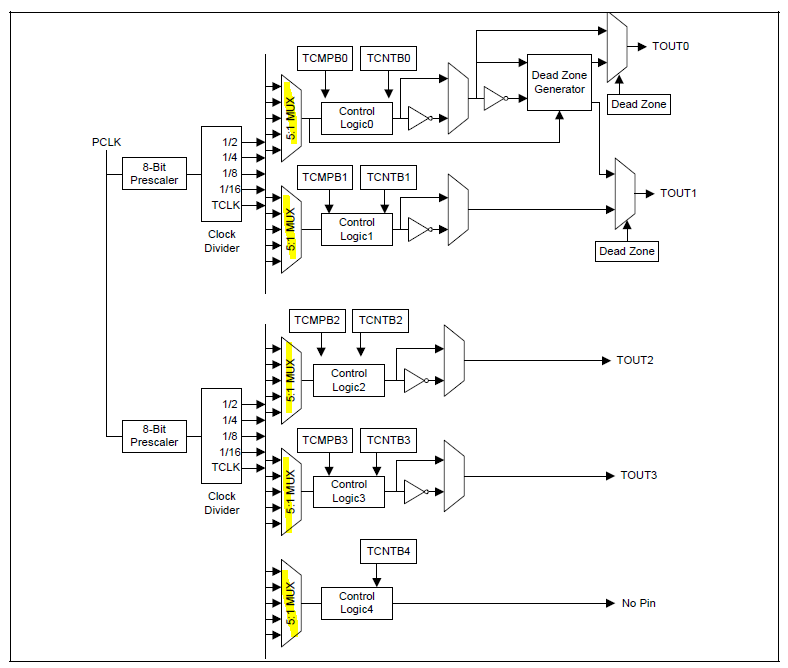 TCMPB0
TCNTB0
TOUT0
5:1 MUX
Control
Logic0
Dead Zone
Generator
Dead Zone
PCLK
8-Bit
Prescaler
1/2
1/4
1/8
1/16
TCLK
Clock
Divider
TCMPB1
TCNTB1
5:1 MUX
Control
Logic1
TOUT1
Dead Zone
TCMPB2
TCNTB2
5:1 MUX
Control
Logic2
TOUT2
8-Bit
Prescaler
1/2
1/4
1/8
1/16
TCLK
Clock
Divider
TCMPB3
TCNTB3
5:1 MUX
Control
Logic3
TOUT3
TCNTB4
5:1 MUX
Control
Logic4
No Pin